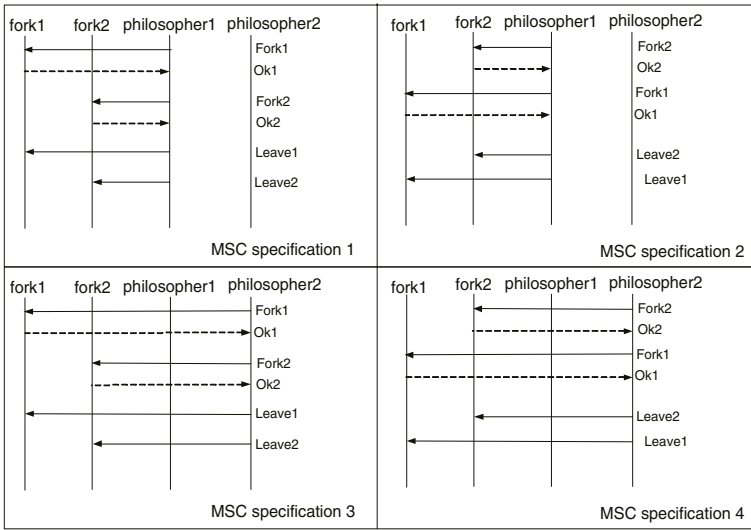 fork1 fork2 philosopher1 philosopher2
Fork1
Ok1
Fork2
Ok2
Leave1
Leave2
MSC specification 1
fork1 fork2 philosopher1 philosopher2
Fork2
Ok2
Fork1
Ok1
Leave2
Leave1
MSC specification 2
fork1 fork2 philosopher1 philosopher2
Fork1
Ok1
Fork2
Ok2
Leave1
Leave2
MSC specification 3
fork1 fork2 philosopher1 philosopher2
Fork2
Ok2
Fork1
Ok1
Leave2
Leave1
MSC specification 4